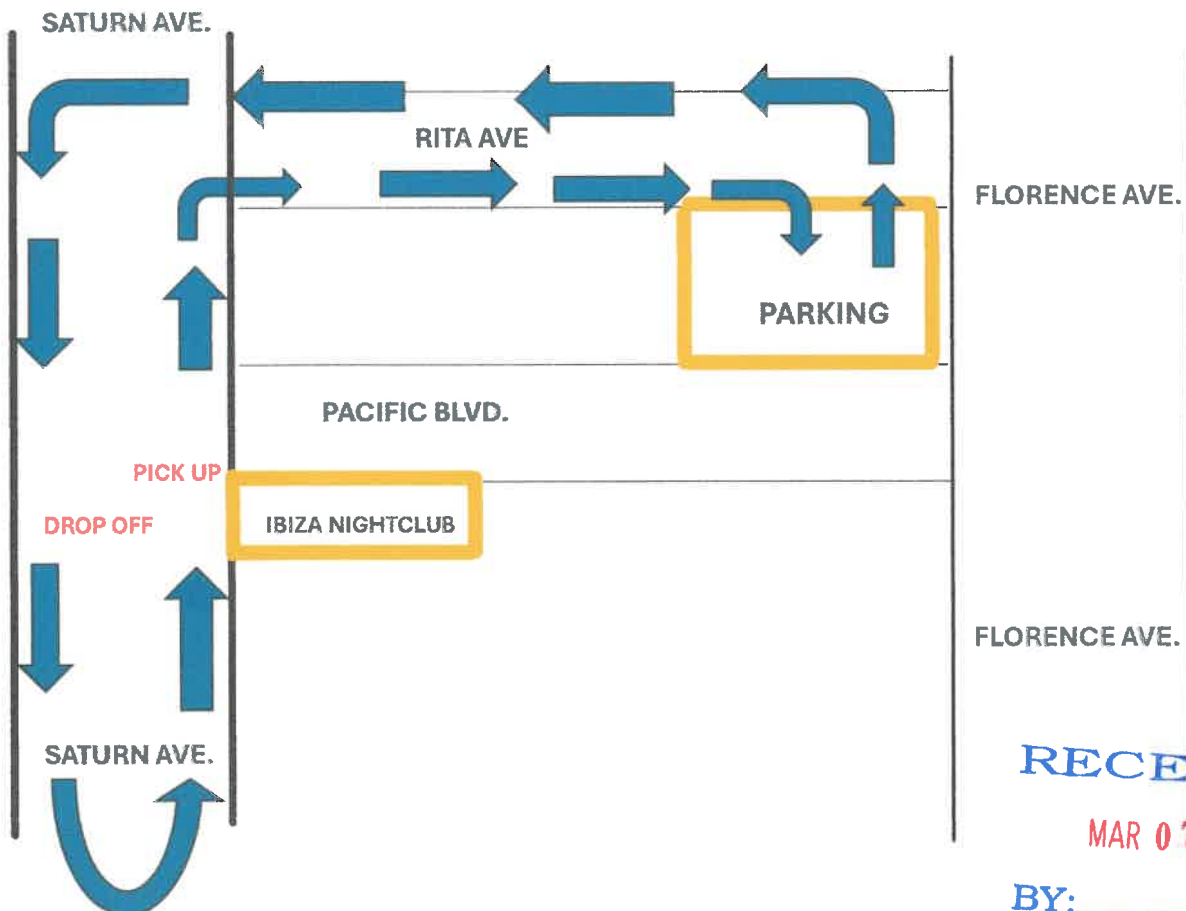 SATURN AVE.
RITA AVE
FLORENCE AVE.
PARKING
PACIFIC BLVD.
PICK UP
DROP OFF
IBIZA NIGHTCLUB
FLORENCE AVE.
SATURN AVE.
MAR
BY: